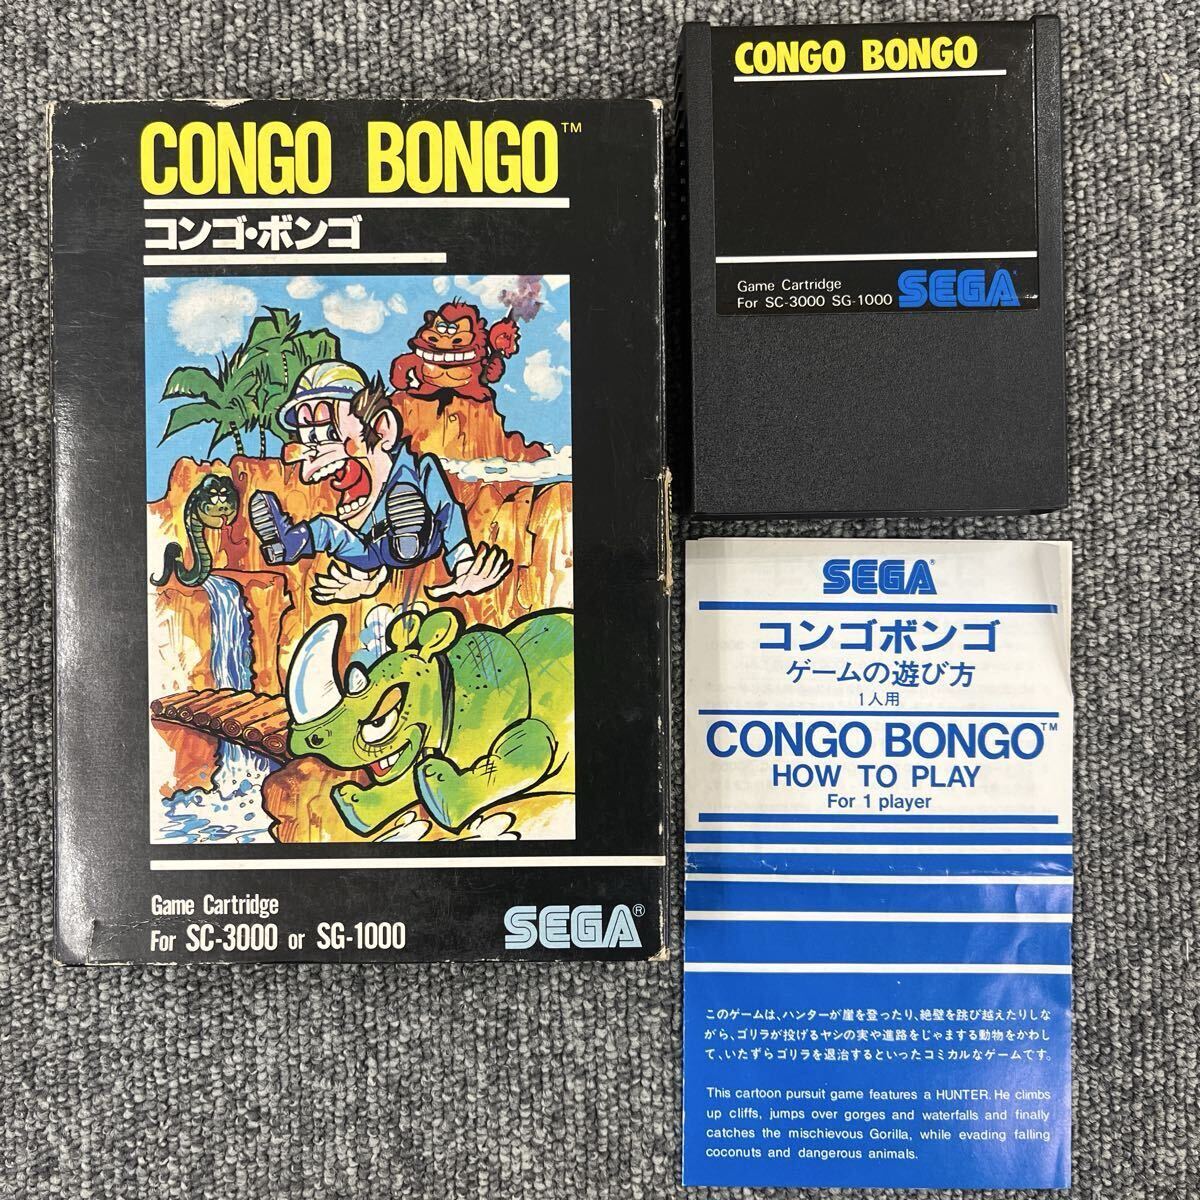 CONGO BONGO™
コンゴ・ボンゴ
Game Cartridge
For SC-3000 or SG-1000
SEGA®
CONGO BONGO
Game Cartridge
For SC-3000 SG-1000
SEGA
SEGA®
コンゴボンゴ
ゲームの遊び方
1人用
CONGO BONGO™
HOW TO PLAY
For 1 player
このゲームは、ハンターが崖を登ったり、絶壁を跳び越えたりしな
がら、ゴリラが投げるヤシの実や進路をじゃまする動物をかわし
て、いたずらゴリラを退治するといったコミカルなゲームです。
This cartoon pursuit game features a HUNTER. He climbs
up cliffs, jumps over gorges and waterfalls and finally
catches the mischievous Gorilla, while evading falling
coconuts and dangerous animals.